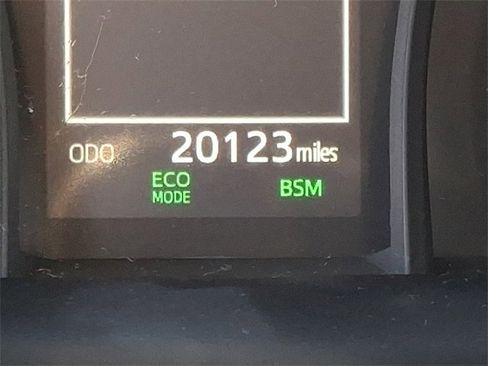 ODO 20123 miles
ECO BSM
MODE